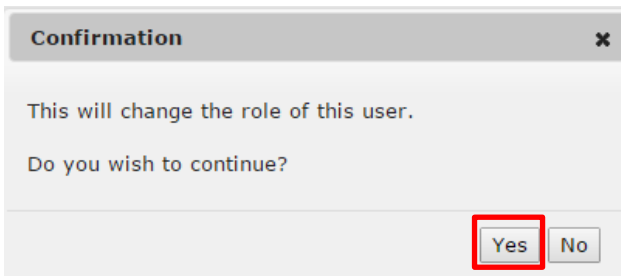 Confirmation
This will change the role of this user.
Do you wish to continue?
Yes No